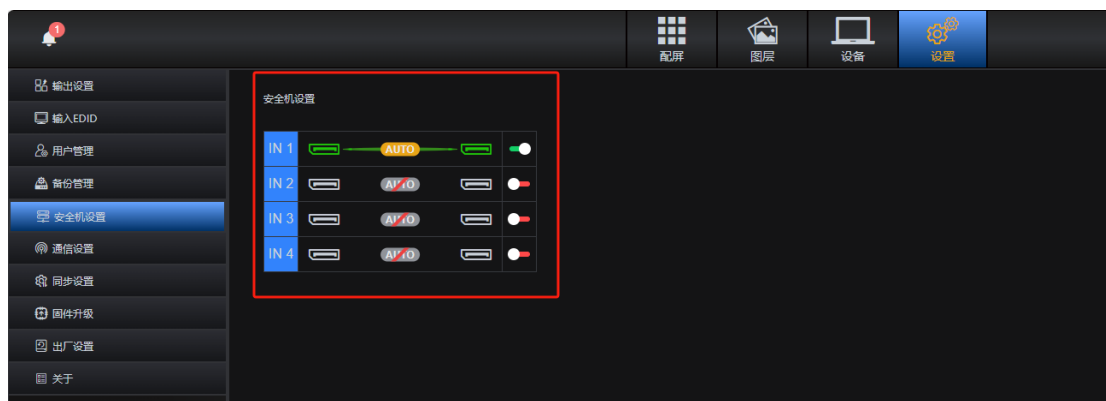 1
配屏
图层
设备
设置
输出设置
输入EDID
用户管理
备份管理
安全机设置
通信设置
同步设置
固件升级
出厂设置
关于
安全机设置
IN 1 AUTO
IN 2 AUTO
IN 3 AUTO
IN 4 AUTO